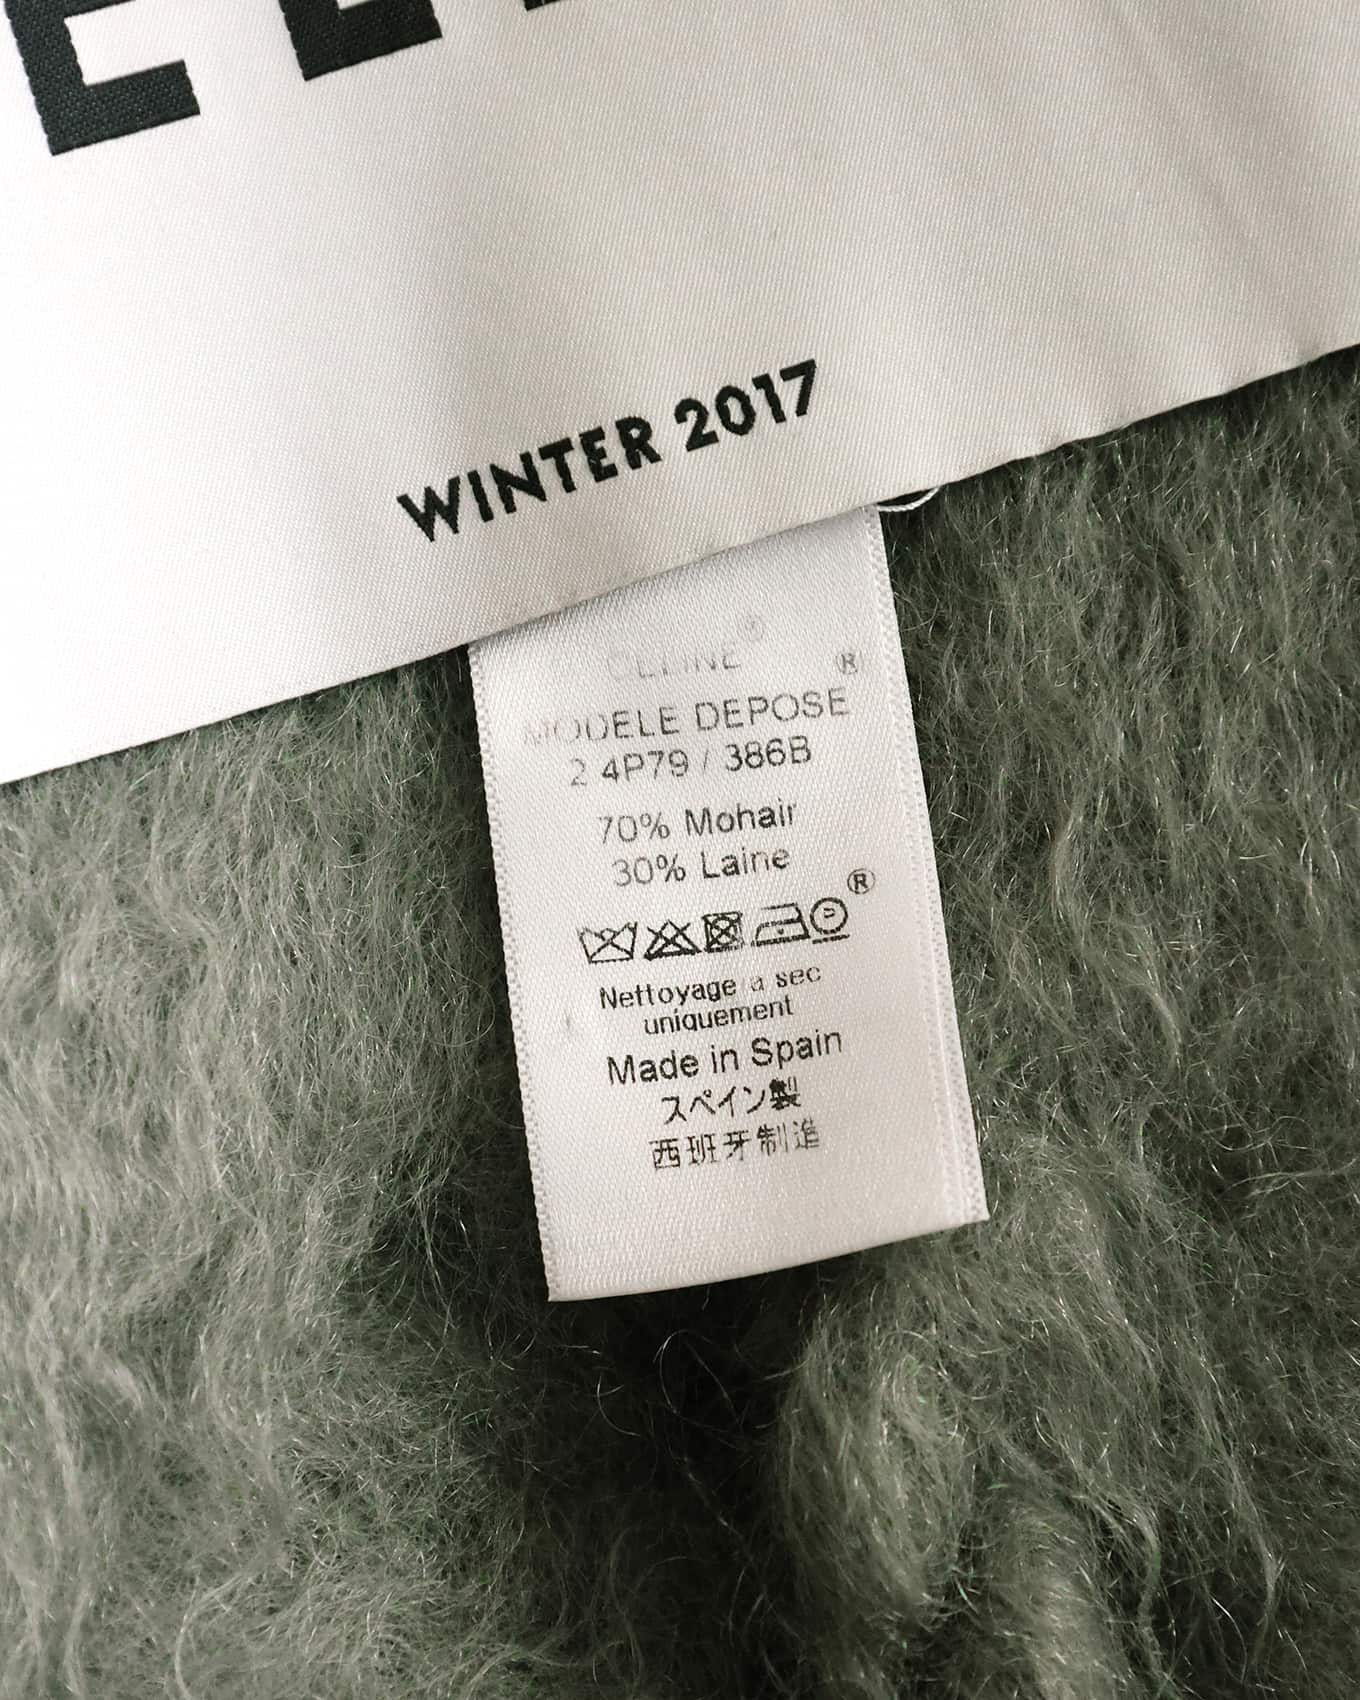 WINTER 2017
CELINE®
®
MODELE DEPOSE
2 4P79 / 386B
70% Mohair
30% Laine
®
P
Nettoyage a sec
uniquement
Made in Spain
スペイン製
西班牙制造